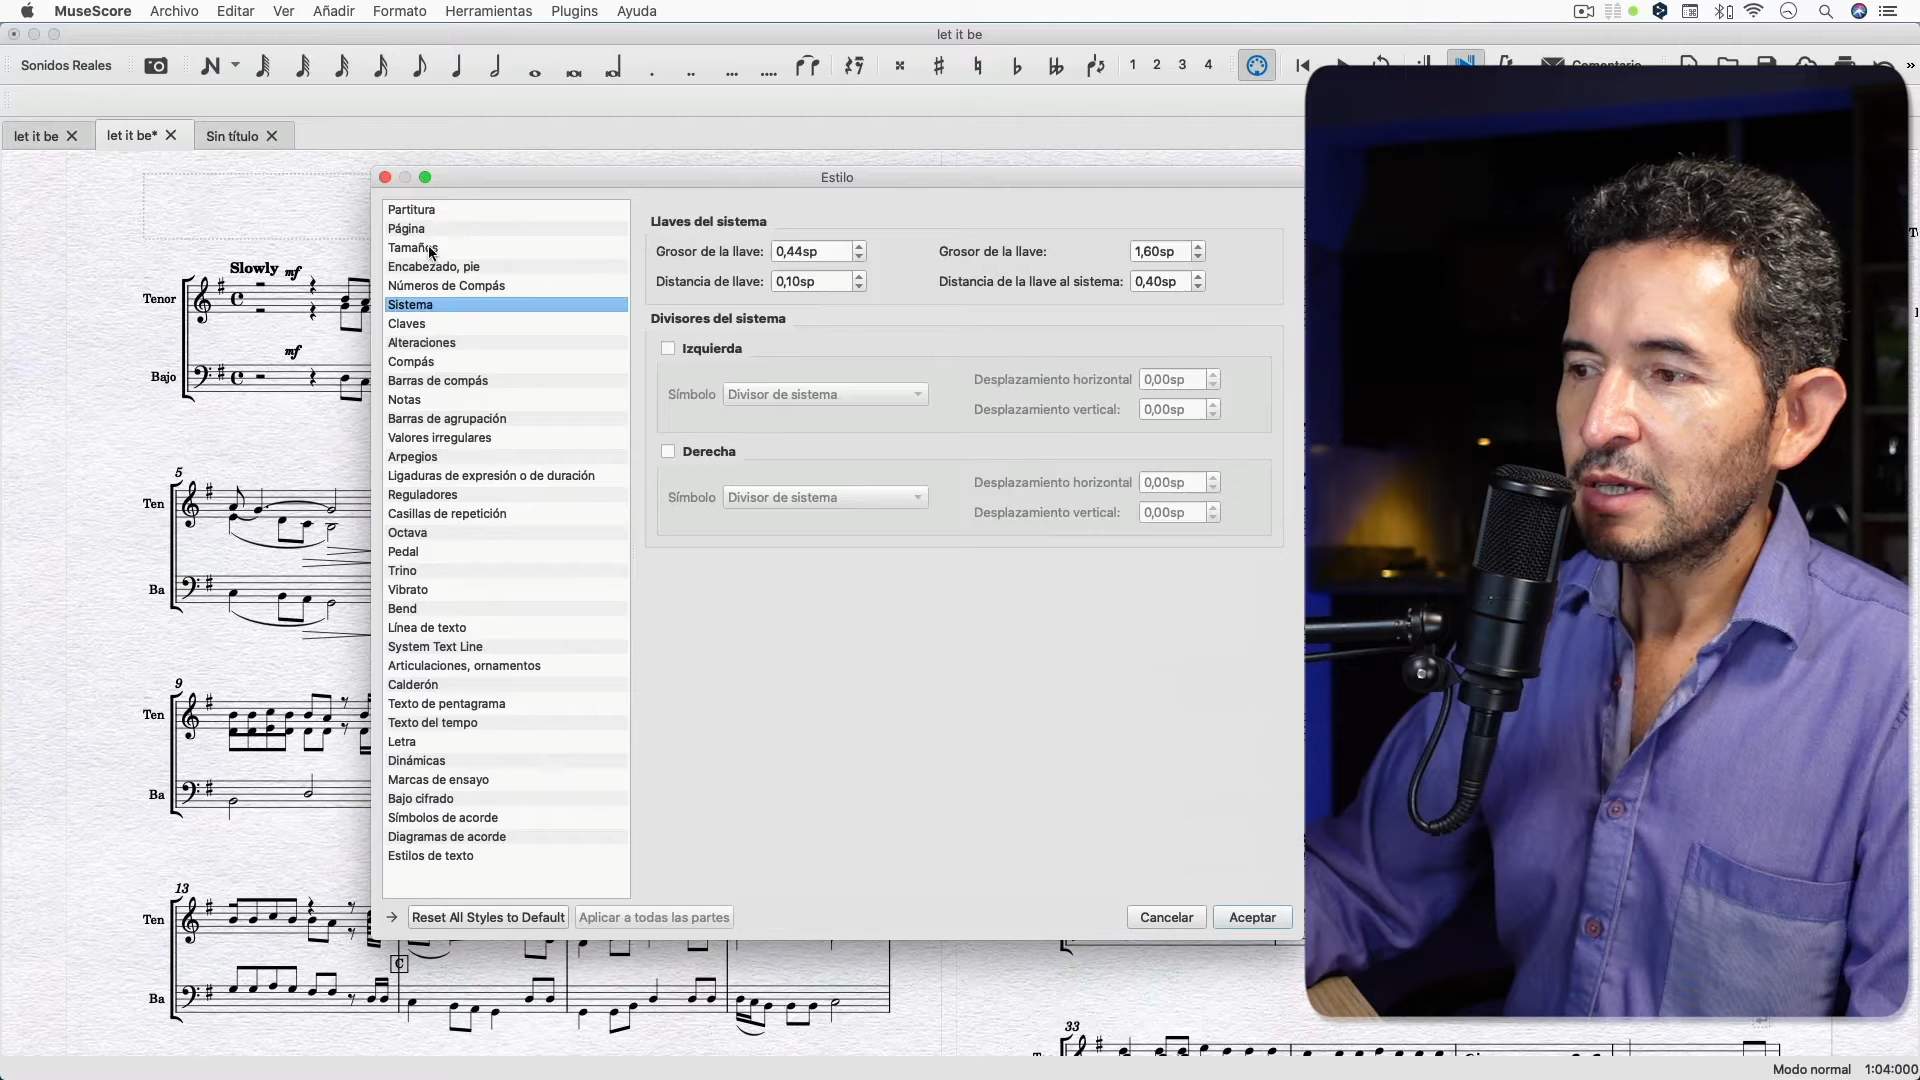 MuseScore Archivo Editar Ver Añadir Formato Herramientas Plugins Ayuda
let it be
Sonidos Reales 1 2 3 4 Comentario »
let it be let it be* Sin título
Estilo
Partitura
Página
Tamaños
Encabezado, pie
Números de Compás
Sistema
Claves
Alteraciones
Compás
Barras de compás
Notas
Barras de agrupación
Valores irregulares
Arpegios
Ligaduras de expresión o de duración
Reguladores
Casillas de repetición
Octava
Pedal
Trino
Vibrato
Bend
Línea de texto
System Text Line
Articulaciones, ornamentos
Calderón
Texto de pentagrama
Texto del tempo
Letra
Dinámicas
Marcas de ensayo
Bajo cifrado
Símbolos de acorde
Diagramas de acorde
Estilos de texto
Llaves del sistema
Grosor de la llave: 0,44sp Grosor de la llave: 1,60sp
Distancia de llave: 0,10sp Distancia de la llave al sistema: 0,40sp
Divisores del sistema
Izquierda
Símbolo Divisor de sistema
Desplazamiento horizontal 0,00sp
Desplazamiento vertical: 0,00sp
Derecha
Símbolo Divisor de sistema
Desplazamiento horizontal 0,00sp
Desplazamiento vertical: 0,00sp
Reset All Styles to Default Aplicar a todas las partes Cancelar Aceptar
Slowly mf
Tenor
mf
Bajo
5
Ten
Ba
9
Ten
Ba
13
Ten
C
Ba
33
Modo normal 1:04:000